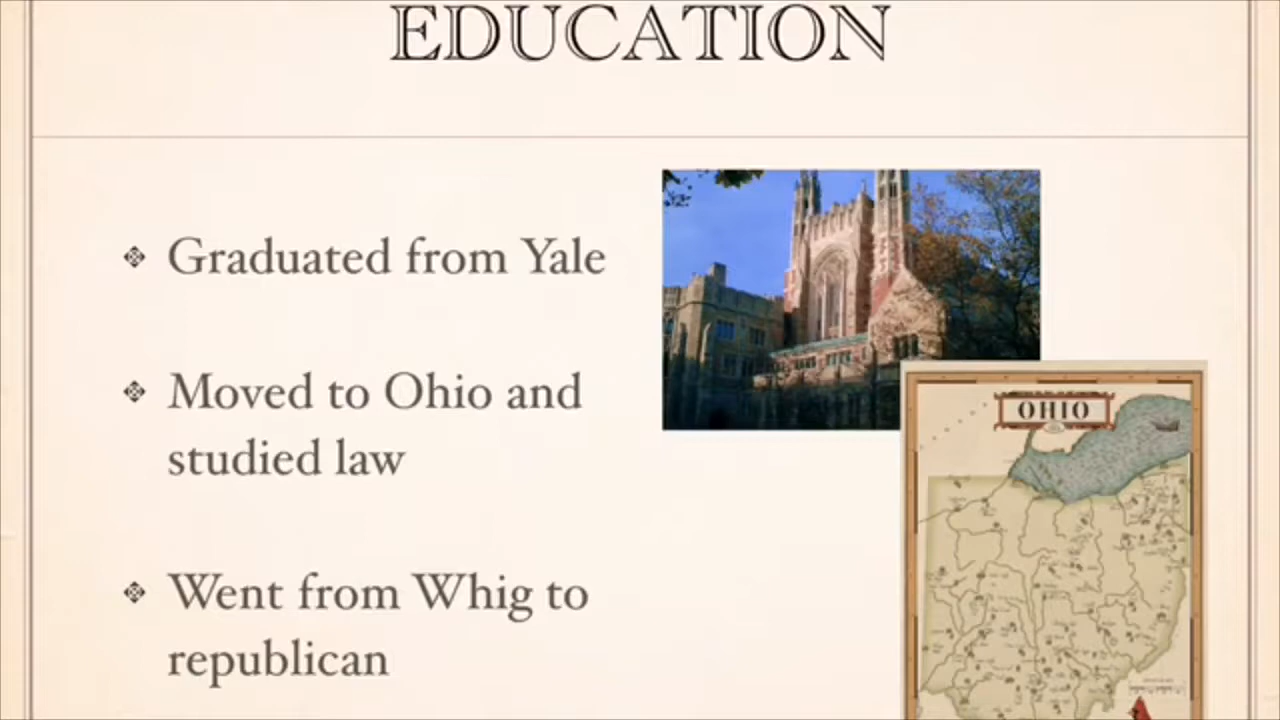 EDUCATION
Graduated from Yale
Moved to Ohio and
studied law
Went from Whig to
republican
OHIO